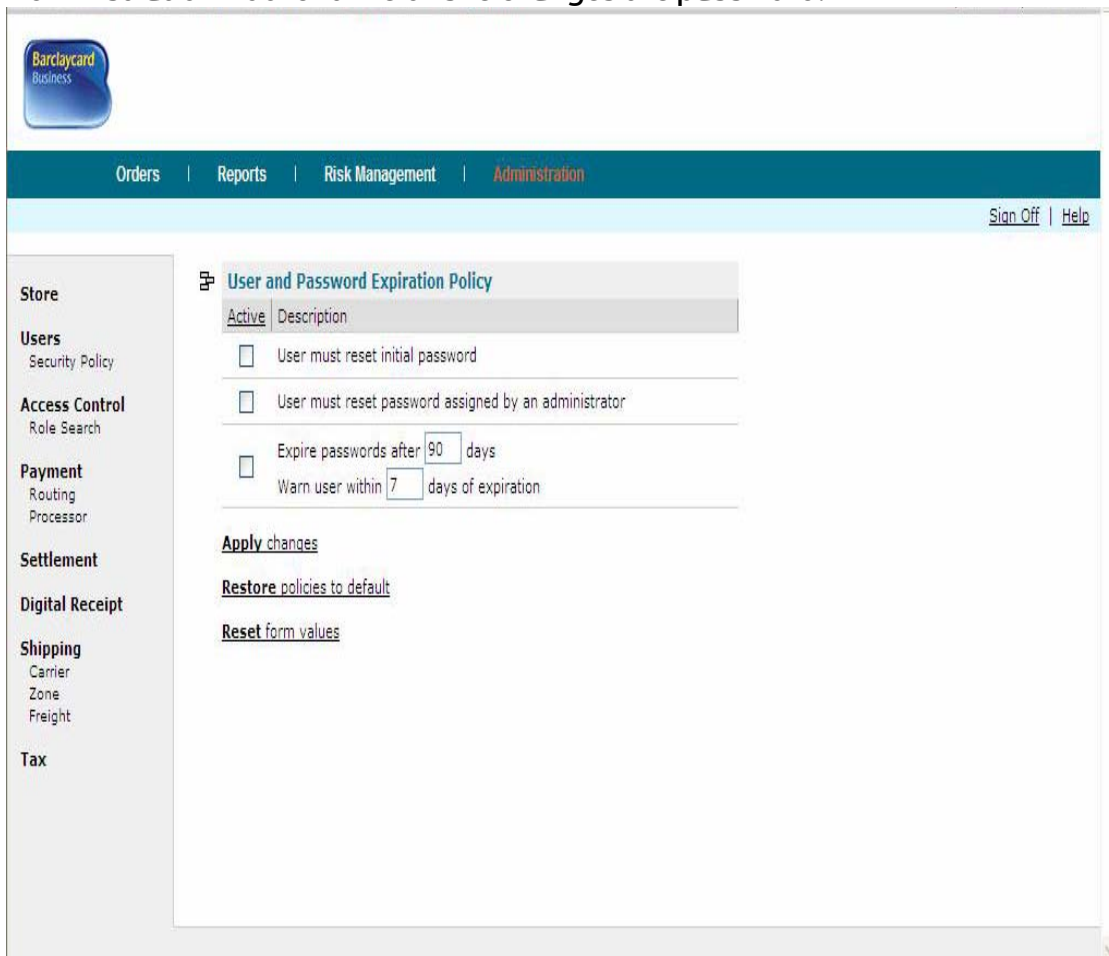 Barclaycard
Business
Orders | Reports | Risk Management | Administration
Sign Off | Help
Store
Users
Security Policy
Access Control
Role Search
Payment
Routing
Processor
Settlement
Digital Receipt
Shipping
Carrier
Zone
Freight
Tax
User and Password Expiration Policy
Active Description
User must reset initial password
User must reset password assigned by an administrator
Expire passwords after 90 days
Warn user within 7 days of expiration
Apply changes
Restore policies to default
Reset form values